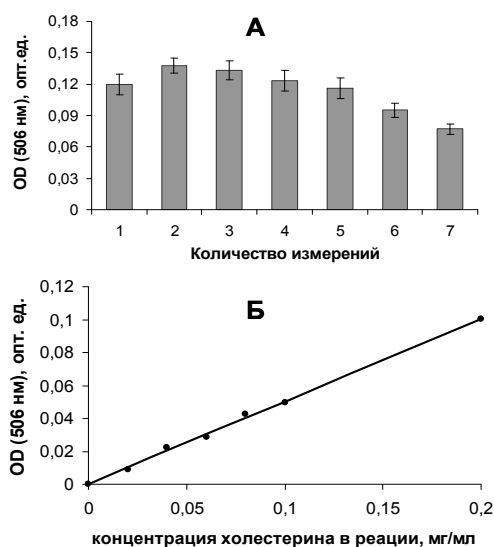 А
OD (506 нм), опт.ед.
0,18
0,15
0,12
0,09
0,06
0,03
0
1 2 3 4 5 6 7
Количество измерений
Б
OD (506 нм), опт. ед.
0,12
0,1
0,08
0,06
0,04
0,02
0
0 0,05 0,1 0,15 0,2
концентрация холестерина в реации, мг/мл